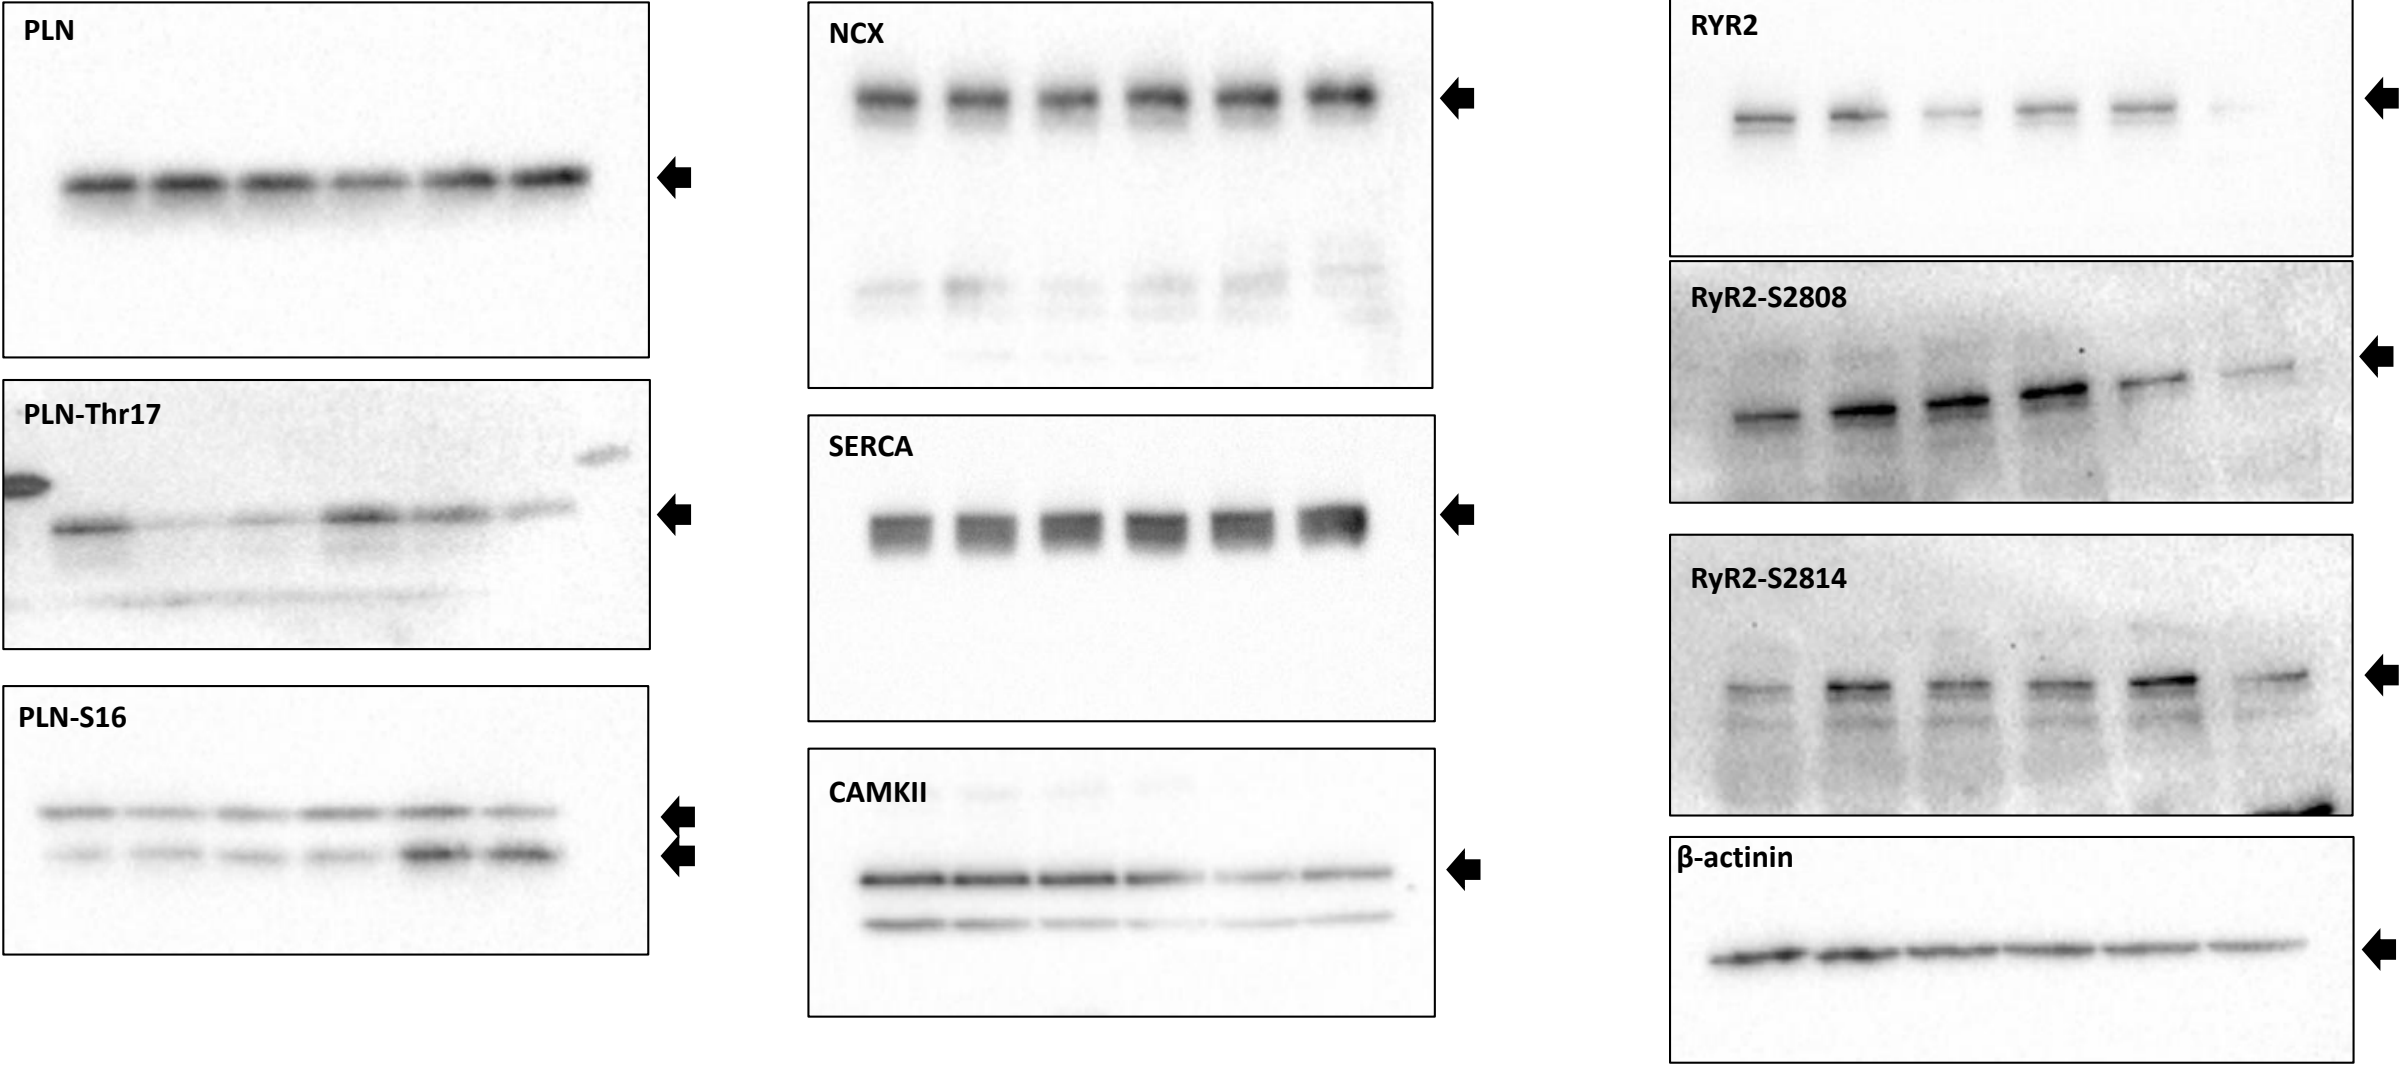 PLN
PLN-Thr17
PLN-S16
NCX
SERCA
CAMKII
RYR2
RyR2-S2808
RyR2-S2814
β-actinin